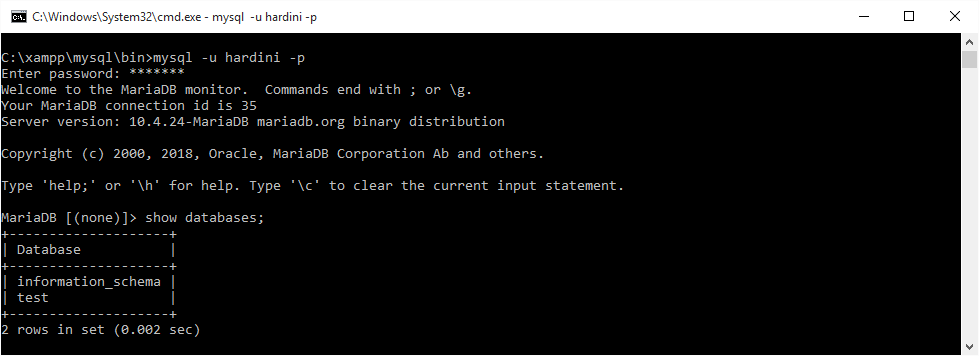 C:\Windows\System32\cmd.exe - mysql  -u hardini -p
C:\xampp\mysql\bin>mysql -u hardini -p
Enter password: *******
Welcome to the MariaDB monitor.  Commands end with ; or \g.
Your MariaDB connection id is 35
Server version: 10.4.24-MariaDB mariadb.org binary distribution
Copyright (c) 2000, 2018, Oracle, MariaDB Corporation Ab and others.
Type 'help;' or '\h' for help. Type '\c' to clear the current input statement.
MariaDB [(none)]> show databases;
+--------------------+
| Database           |
+--------------------+
| information_schema |
| test               |
+--------------------+
2 rows in set (0.002 sec)